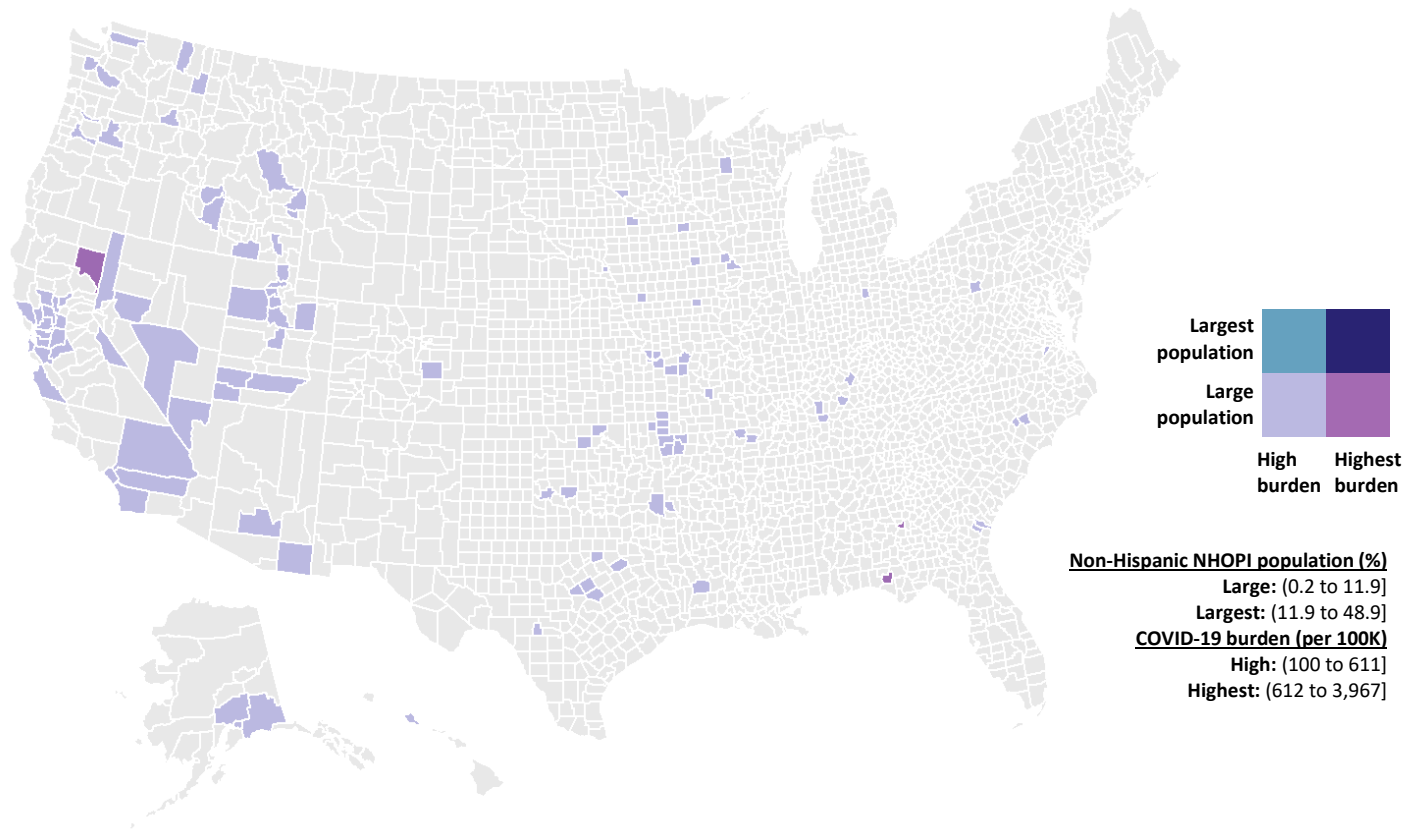 Largest
population
Large
population
High
burden
Highest
burden
Non-Hispanic NHOPI population (%)
Large: (0.2 to 11.9]
Largest: (11.9 to 48.9]
COVID-19 burden (per 100K)
High: (100 to 611]
Highest: (612 to 3,967]